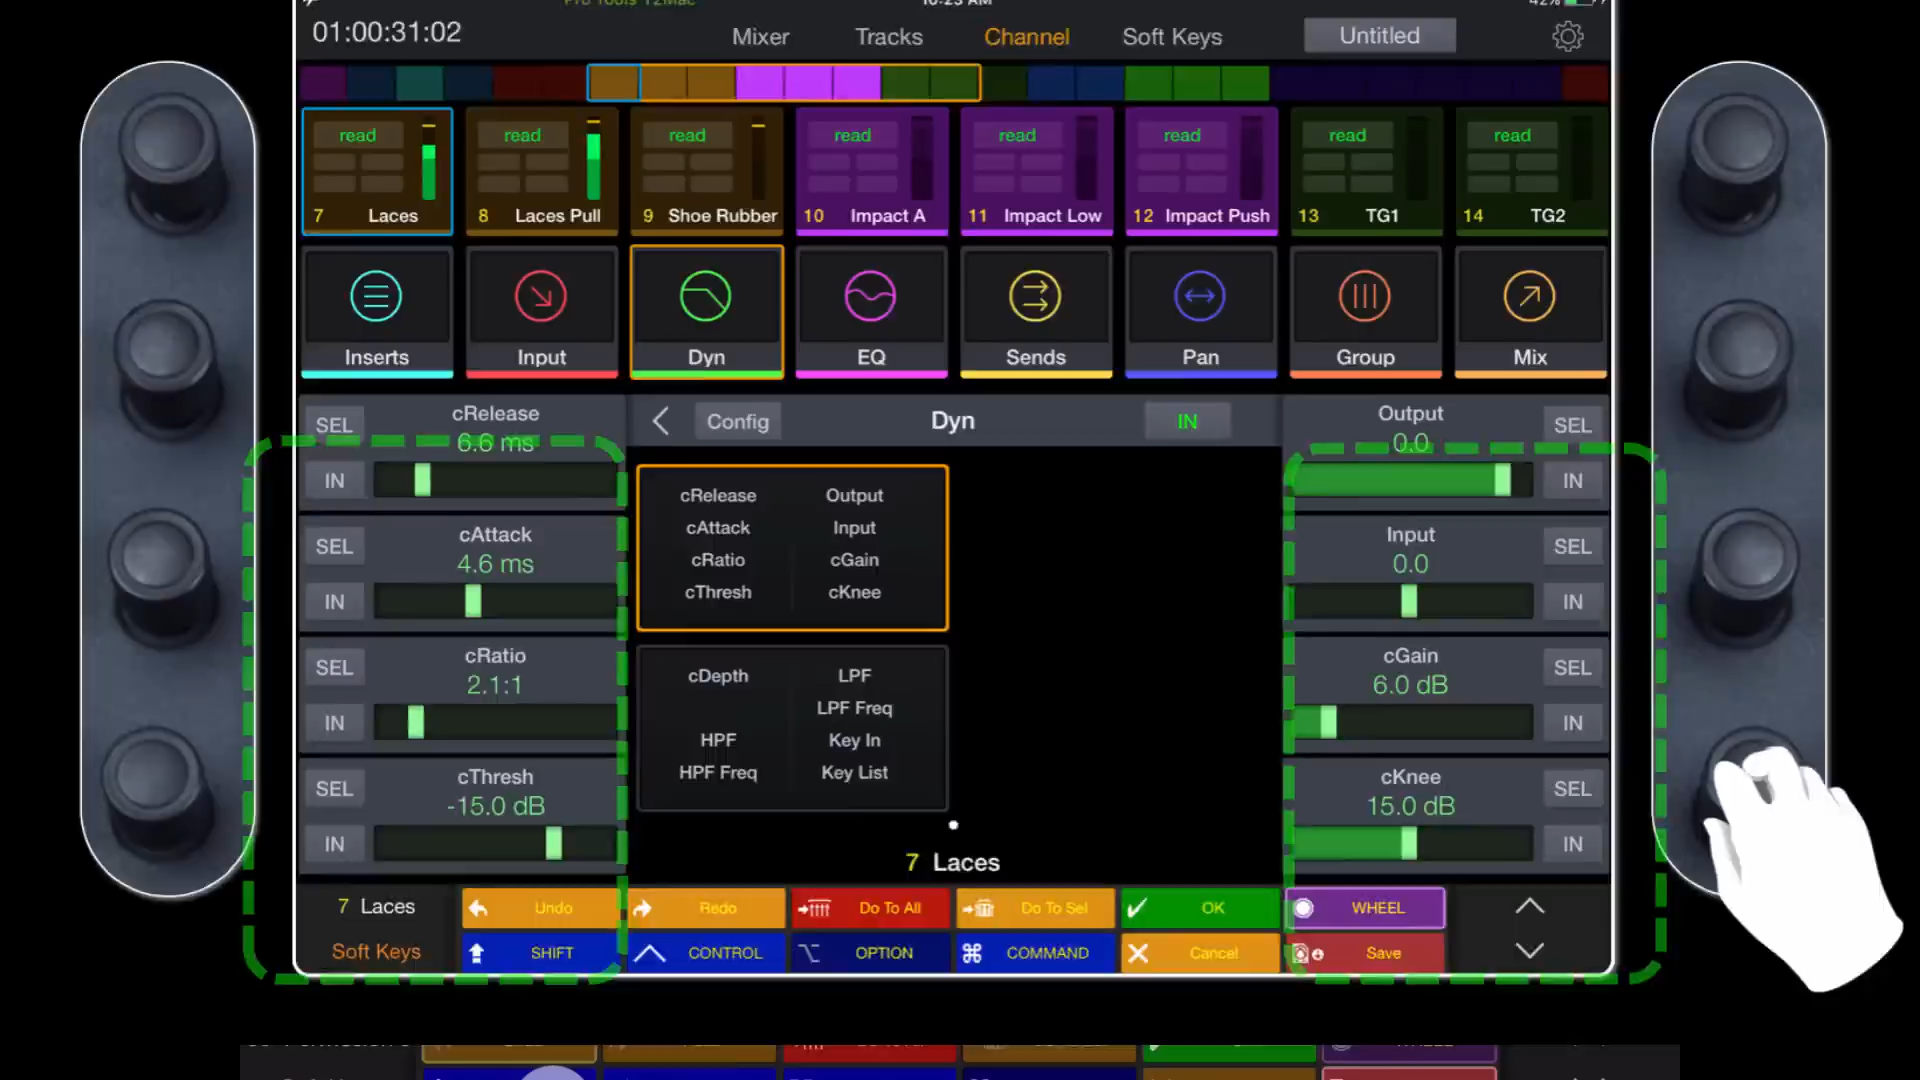 Pro Tools T2Mac
10:23 AM
42%
01:00:31:02
Mixer
Tracks
Channel
Soft Keys
Untitled
read
read
read
read
read
read
read
read
7 Laces
8 Laces Pull
9 Shoe Rubber
10 Impact A
11 Impact Low
12 Impact Push
13 TG1
14 TG2
Inserts
Input
Dyn
EQ
Sends
Pan
Group
Mix
SEL
cRelease
6.6 ms
IN
SEL
cAttack
4.6 ms
IN
SEL
cRatio
2.1:1
IN
SEL
cThresh
-15.0 dB
IN
Config
Dyn
IN
cRelease Output
cAttack Input
cRatio cGain
cThresh cKnee
cDepth LPF
LPF Freq
HPF Key In
HPF Freq Key List
7 Laces
Output
0.0
SEL
IN
Input
0.0
SEL
IN
cGain
6.0 dB
SEL
IN
cKnee
15.0 dB
SEL
IN
7 Laces
Undo
Redo
Do To All
Do To Sel
OK
WHEEL
Soft Keys
SHIFT
CONTROL
OPTION
COMMAND
Cancel
Save